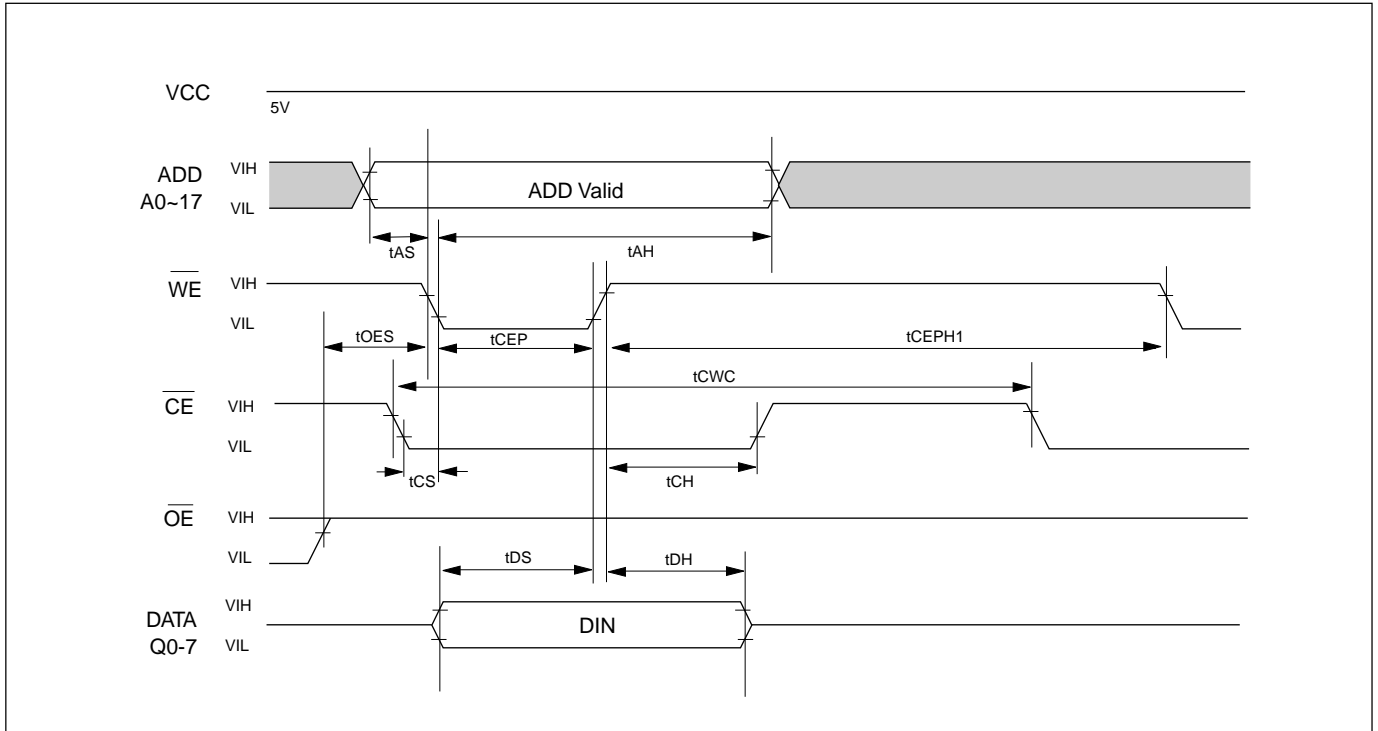 VCC
5V
ADD
A0~17
VIH
VIL
ADD Valid
tAS
tAH
WE
VIH
VIL
tOES
tCEP
tCEPH1
tCWC
CE
VIH
VIL
tCS
tCH
OE
VIH
VIL
tDS
tDH
DATA
Q0-7
VIH
VIL
DIN